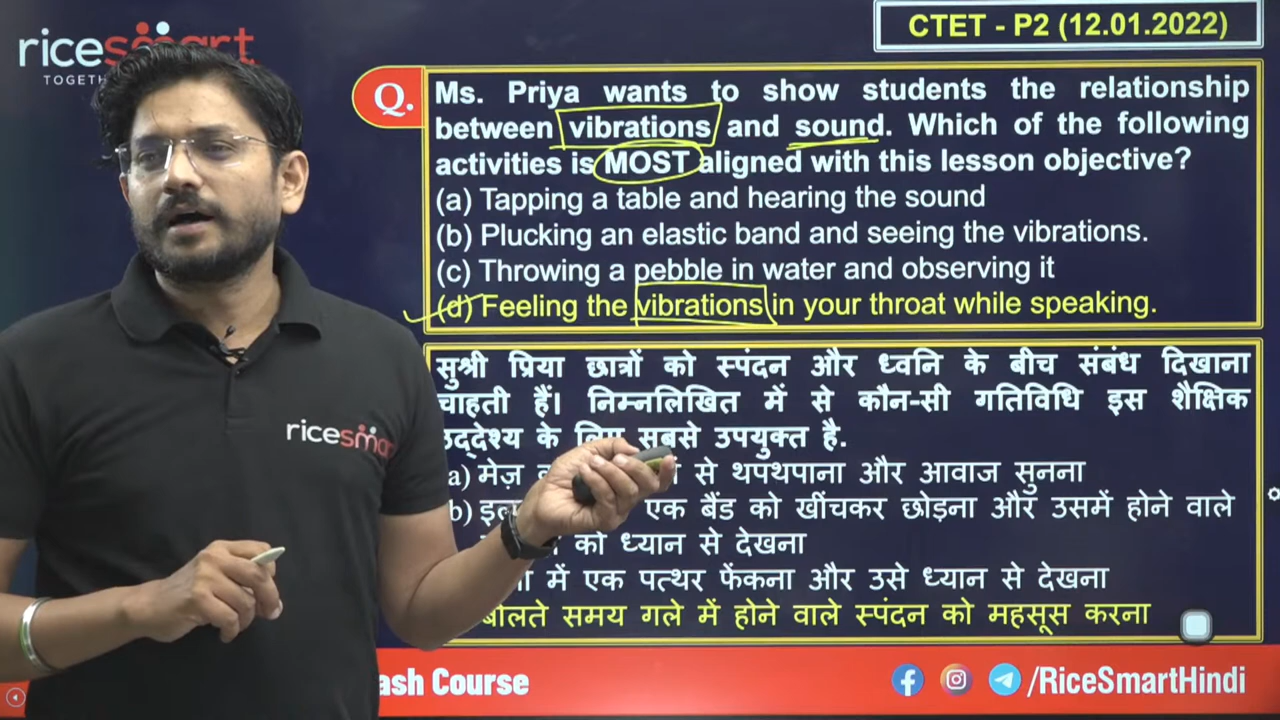 ricesmart
TOGETH
CTET - P2 (12.01.2022)
Q.
Ms. Priya wants to show students the relationship
between vibrations and sound. Which of the following
activities is MOST aligned with this lesson objective?
(a) Tapping a table and hearing the sound
(b) Plucking an elastic band and seeing the vibrations.
(c) Throwing a pebble in water and observing it
(d) Feeling the vibrations in your throat while speaking.
सुश्री प्रिया छात्रों को स्पंदन और ध्वनि के बीच संबंध दिखाना
चाहती हैं। निम्नलिखित में से कौन-सी गतिविधि इस शैक्षिक
उद्देश्य के लिए सबसे उपयुक्त है.
a) मेज़ से थपथपाना और आवाज सुनना
b) एक बैंड को खींचकर छोड़ना और उसमें होने वाले
को ध्यान से देखना
में एक पत्थर फेंकना और उसे ध्यान से देखना
बोलते समय गले में होने वाले स्पंदन को महसूस करना
ricesmart
ash Course
/RiceSmartHindi